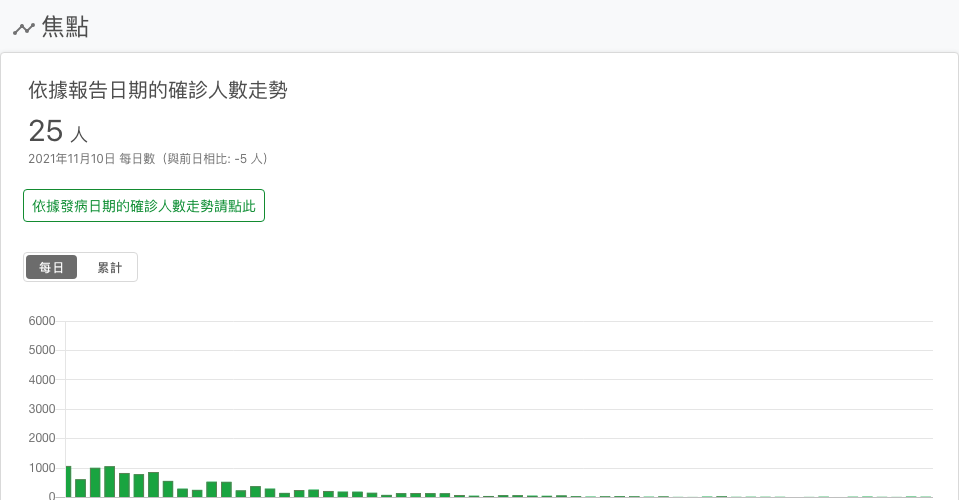 焦點
依據報告日期的確診人數走勢
25 人
2021年11月10日 每日數（與前日相比: -5 人）
依據發病日期的確診人數走勢請點此
每日 累計
6000
5000
4000
3000
2000
1000
0